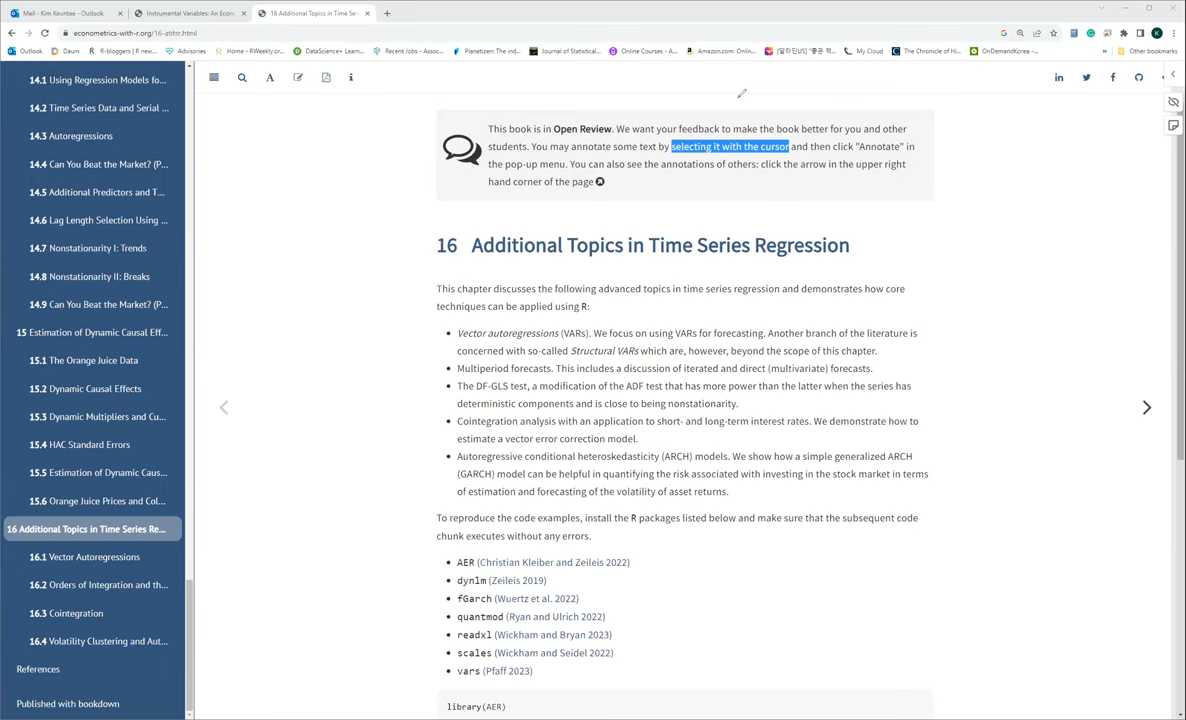 Mail - Kim Keuntae - Outlook
Instrumental Variables: An Econo
16 Additional Topics in Time Seri
econometrics-with-r.org/16-atitsr.html
Outlook
Daum
R-bloggers | R new...
Advisories
Home - RWeekly.or...
DataScience+ Learn...
Recent Jobs - Assoc...
Planetizen: The ind...
Journal of Statistical...
Online Courses - A...
Amazon.com: Onlin...
My Cloud
The Chronicle of Hi...
OnDemandKorea -...
Other bookmarks
14.1 Using Regression Models fo...
14.2 Time Series Data and Serial ...
14.3 Autoregressions
14.4 Can You Beat the Market? (P...
14.5 Additional Predictors and T...
14.6 Lag Length Selection Using ...
14.7 Nonstationarity I: Trends
14.8 Nonstationarity II: Breaks
14.9 Can You Beat the Market? (P...
15 Estimation of Dynamic Causal Eff...
15.1 The Orange Juice Data
15.2 Dynamic Causal Effects
15.3 Dynamic Multipliers and Cu...
15.4 HAC Standard Errors
15.5 Estimation of Dynamic Caus...
15.6 Orange Juice Prices and Col...
16 Additional Topics in Time Series Re...
16.1 Vector Autoregressions
16.2 Orders of Integration and th...
16.3 Cointegration
16.4 Volatility Clustering and Aut...
References
Published with bookdown
This book is in Open Review. We want your feedback to make the book better for you and other
students. You may annotate some text by selecting it with the cursor and then click "Annotate" in
the pop-up menu. You can also see the annotations of others: click the arrow in the upper right
hand corner of the page
16 Additional Topics in Time Series Regression
This chapter discusses the following advanced topics in time series regression and demonstrates how core
techniques can be applied using R:
• Vector autoregressions (VARs). We focus on using VARs for forecasting. Another branch of the literature is
concerned with so-called Structural VARs which are, however, beyond the scope of this chapter.
• Multiperiod forecasts. This includes a discussion of iterated and direct (multivariate) forecasts.
• The DF-GLS test, a modification of the ADF test that has more power than the latter when the series has
deterministic components and is close to being nonstationarity.
• Cointegration analysis with an application to short- and long-term interest rates. We demonstrate how to
estimate a vector error correction model.
• Autoregressive conditional heteroskedasticity (ARCH) models. We show how a simple generalized ARCH
(GARCH) model can be helpful in quantifying the risk associated with investing in the stock market in terms
of estimation and forecasting of the volatility of asset returns.
To reproduce the code examples, install the R packages listed below and make sure that the subsequent code
chunk executes without any errors.
• AER (Christian Kleiber and Zeileis 2022)
• dynlm (Zeileis 2019)
• fGarch (Wuertz et al. 2022)
• quantmod (Ryan and Ulrich 2022)
• readxl (Wickham and Bryan 2023)
• scales (Wickham and Seidel 2022)
• vars (Pfaff 2023)
library(AER)